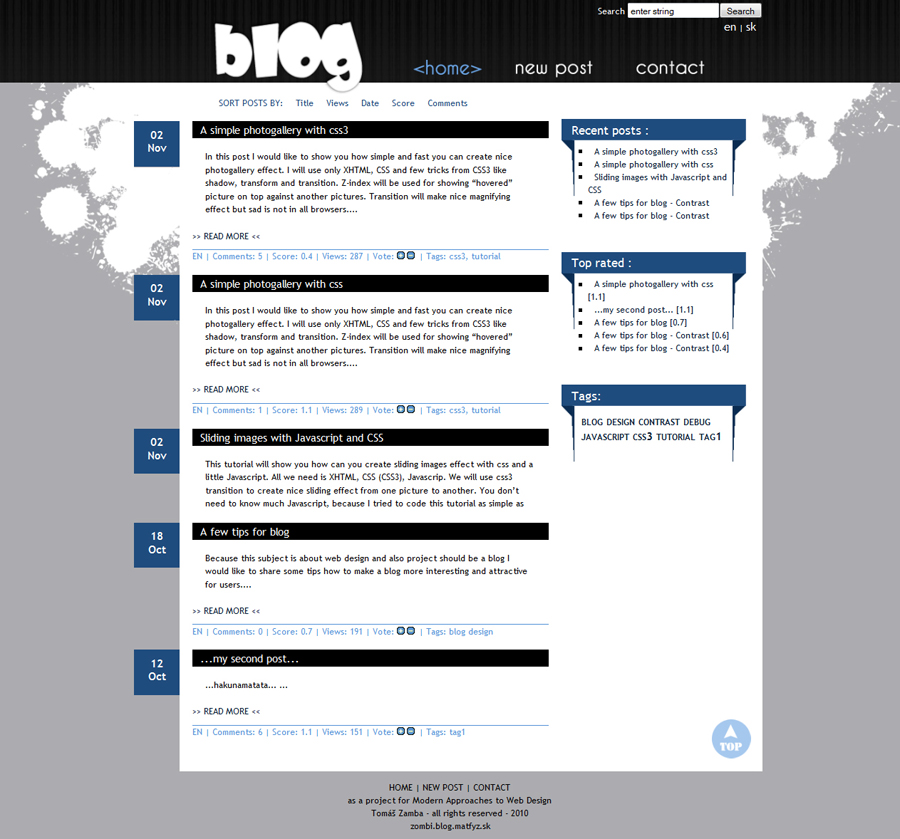 Search enter string Search
en | sk
blog
<home> new post contact
SORT POSTS BY: Title Views Date Score Comments
02
Nov
A simple photogallery with css3
In this post I would like to show you how simple and fast you can create nice
photogallery effect. I will use only XHTML, CSS and few tricks from CSS3 like
shadow, transform and transition. Z-index will be used for showing “hovered”
picture on top against another pictures. Transition will make nice magnifying
effect but sad is not in all browsers....
>> READ MORE <<
EN | Comments: 5 | Score: 0.4 | Views: 287 | Vote: | Tags: css3, tutorial
02
Nov
A simple photogallery with css
In this post I would like to show you how simple and fast you can create nice
photogallery effect. I will use only XHTML, CSS and few tricks from CSS3 like
shadow, transform and transition. Z-index will be used for showing “hovered”
picture on top against another pictures. Transition will make nice magnifying
effect but sad is not in all browsers....
>> READ MORE <<
EN | Comments: 1 | Score: 1.1 | Views: 289 | Vote: | Tags: css3, tutorial
02
Nov
Sliding images with Javascript and CSS
This tutorial will show you how can you create sliding images effect with css and a
little Javascript. All we need is XHTML, CSS (CSS3), Javascrip. We will use css3
transition to create nice sliding effect from one picture to another. You don’t
need to know much Javascript, because I tried to code this tutorial as simple as
18
Oct
A few tips for blog
Because this subject is about web design and also project should be a blog I
would like to share some tips how to make a blog more interesting and attractive
for users....
>> READ MORE <<
EN | Comments: 0 | Score: 0.7 | Views: 191 | Vote: | Tags: blog design
12
Oct
...my second post...
...hakunamatata... ...
>> READ MORE <<
EN | Comments: 6 | Score: 1.1 | Views: 151 | Vote: | Tags: tag1
Recent posts :
A simple photogallery with css3
A simple photogallery with css
Sliding images with Javascript and
CSS
A few tips for blog - Contrast
A few tips for blog - Contrast
Top rated :
A simple photogallery with css
[1.1]
...my second post... [1.1]
A few tips for blog [0.7]
A few tips for blog - Contrast [0.6]
A few tips for blog - Contrast [0.4]
Tags:
BLOG DESIGN CONTRAST DEBUG
JAVASCRIPT CSS3 TUTORIAL TAG1
TOP
HOME | NEW POST | CONTACT
as a project for Modern Approaches to Web Design
Tomáš Zamba - all rights reserved - 2010
zombi.blog.matfyz.sk